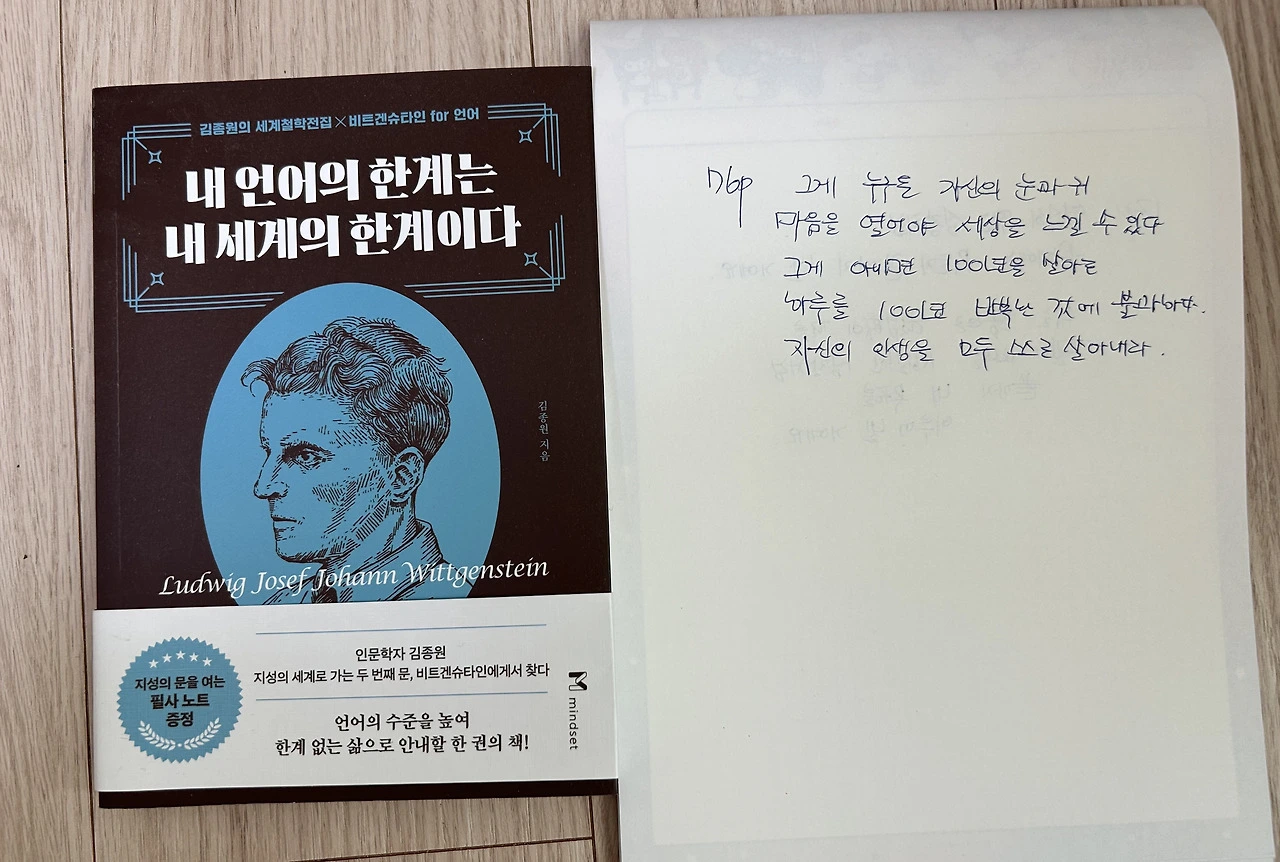 김종원의 세계철학전집×비트겐슈타인 for 언어
내 언어의 한계는
내 세계의 한계이다
김종원 지음
Ludwig Josef Johann Wittgenstein
지성의 문을 여는
필사 노트
증정
인문학자 김종원
지성의 세계로 가는 두 번째 문, 비트겐슈타인에게서 찾다
언어의 수준을 높여
한계 없는 삶으로 안내할 한 권의 책!
mindset
176p 그게 누구든 자신의 눈과 귀
마음을 열어야 세상을 느낄 수 있다
그게 아니면 100년을 살아도
하루를 100년 반복한 것에 불과하다.
자신의 인생을 모두 스스로 살아내라.